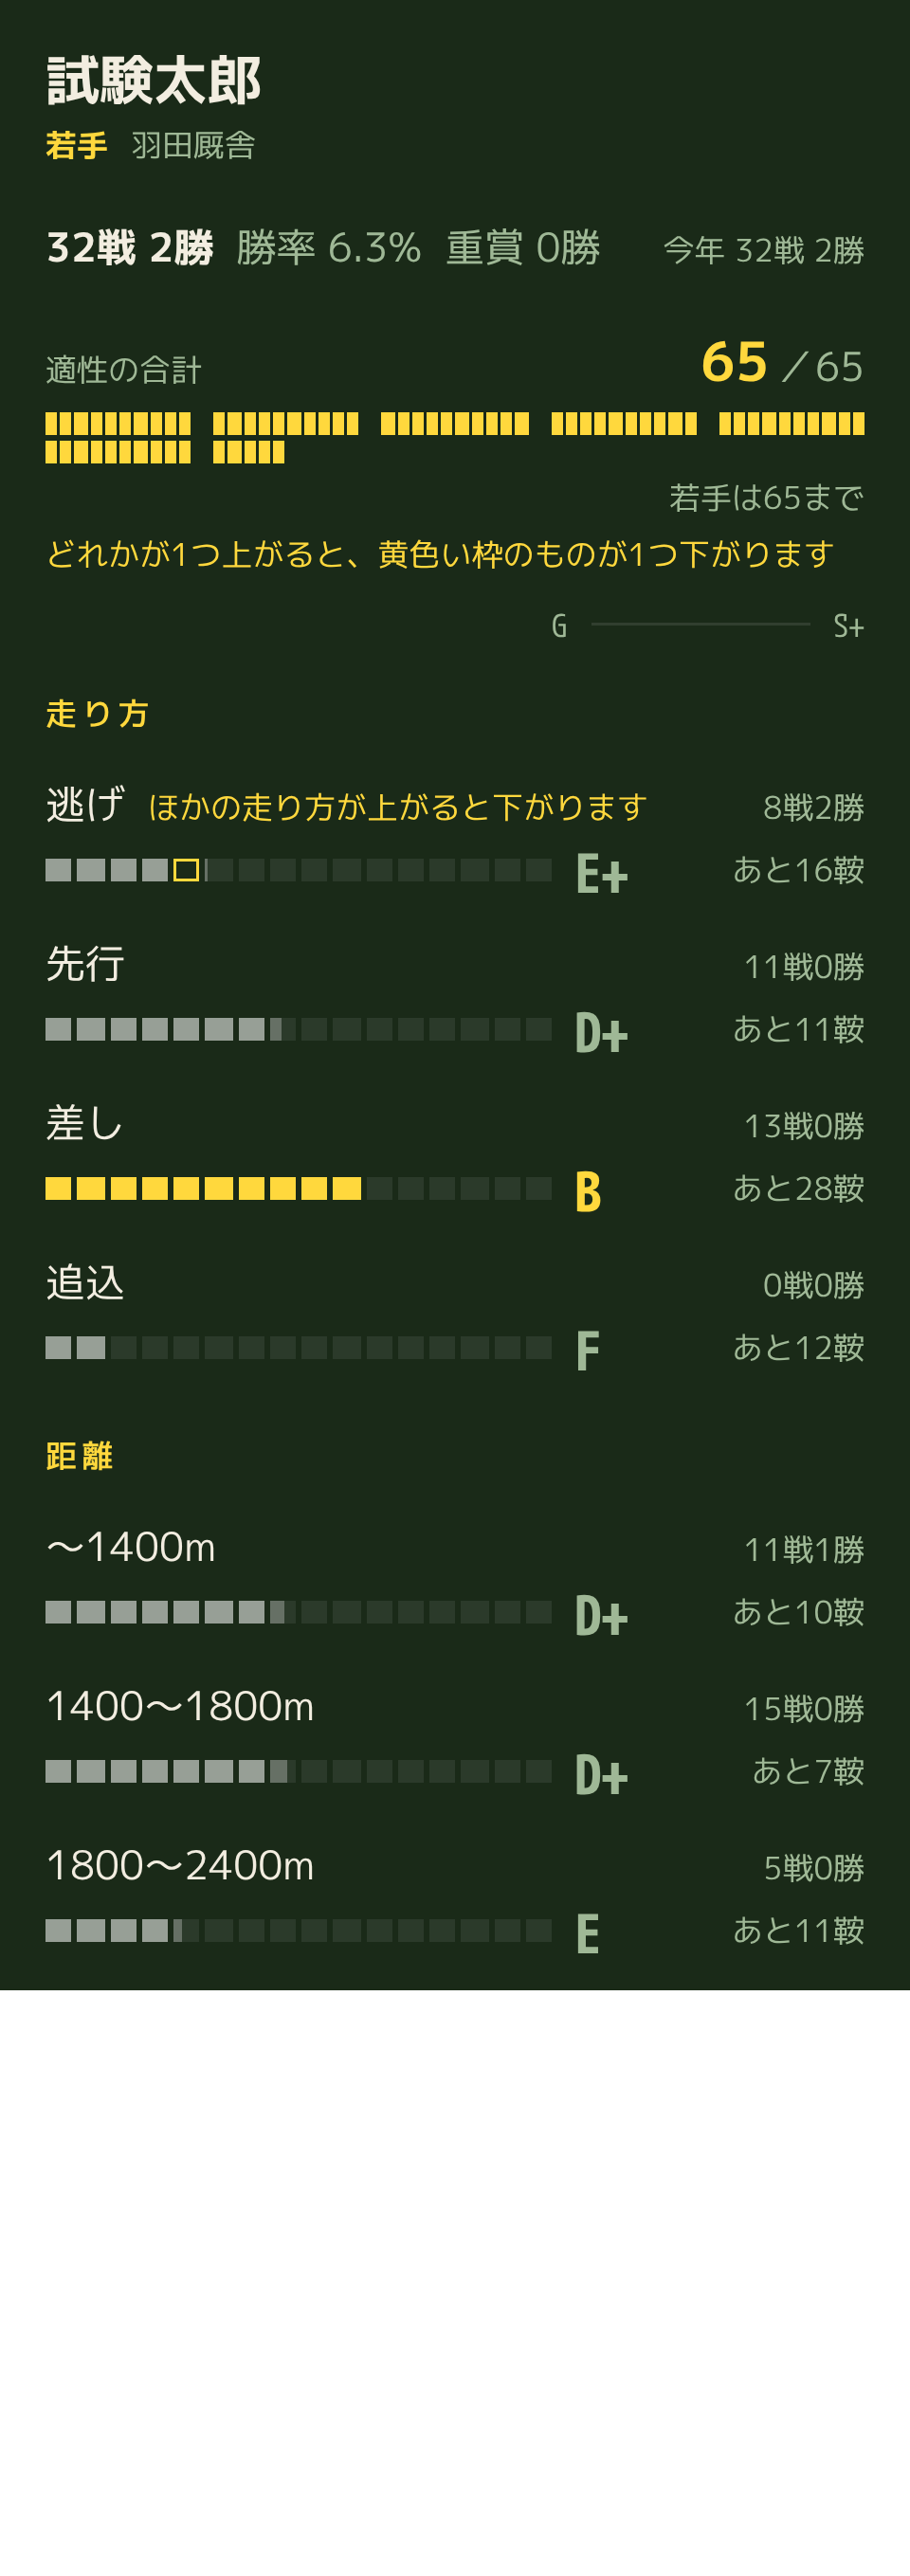 試験太郎
若手 羽田厩舎
32戦 2勝 勝率 6.3% 重賞 0勝 今年 32戦 2勝
適性の合計 65／65
若手は65まで
どれかが1つ上がると、黄色い枠のものが1つ下がります
G S+
走り方
逃げ ほかの走り方が上がると下がります 8戦2勝
E+ あと16鞍
先行 11戦0勝
D+ あと11鞍
差し 13戦0勝
B あと28鞍
追込 0戦0勝
F あと12鞍
距離
〜1400m 11戦1勝
D+ あと10鞍
1400〜1800m 15戦0勝
D+ あと7鞍
1800〜2400m 5戦0勝
E あと11鞍